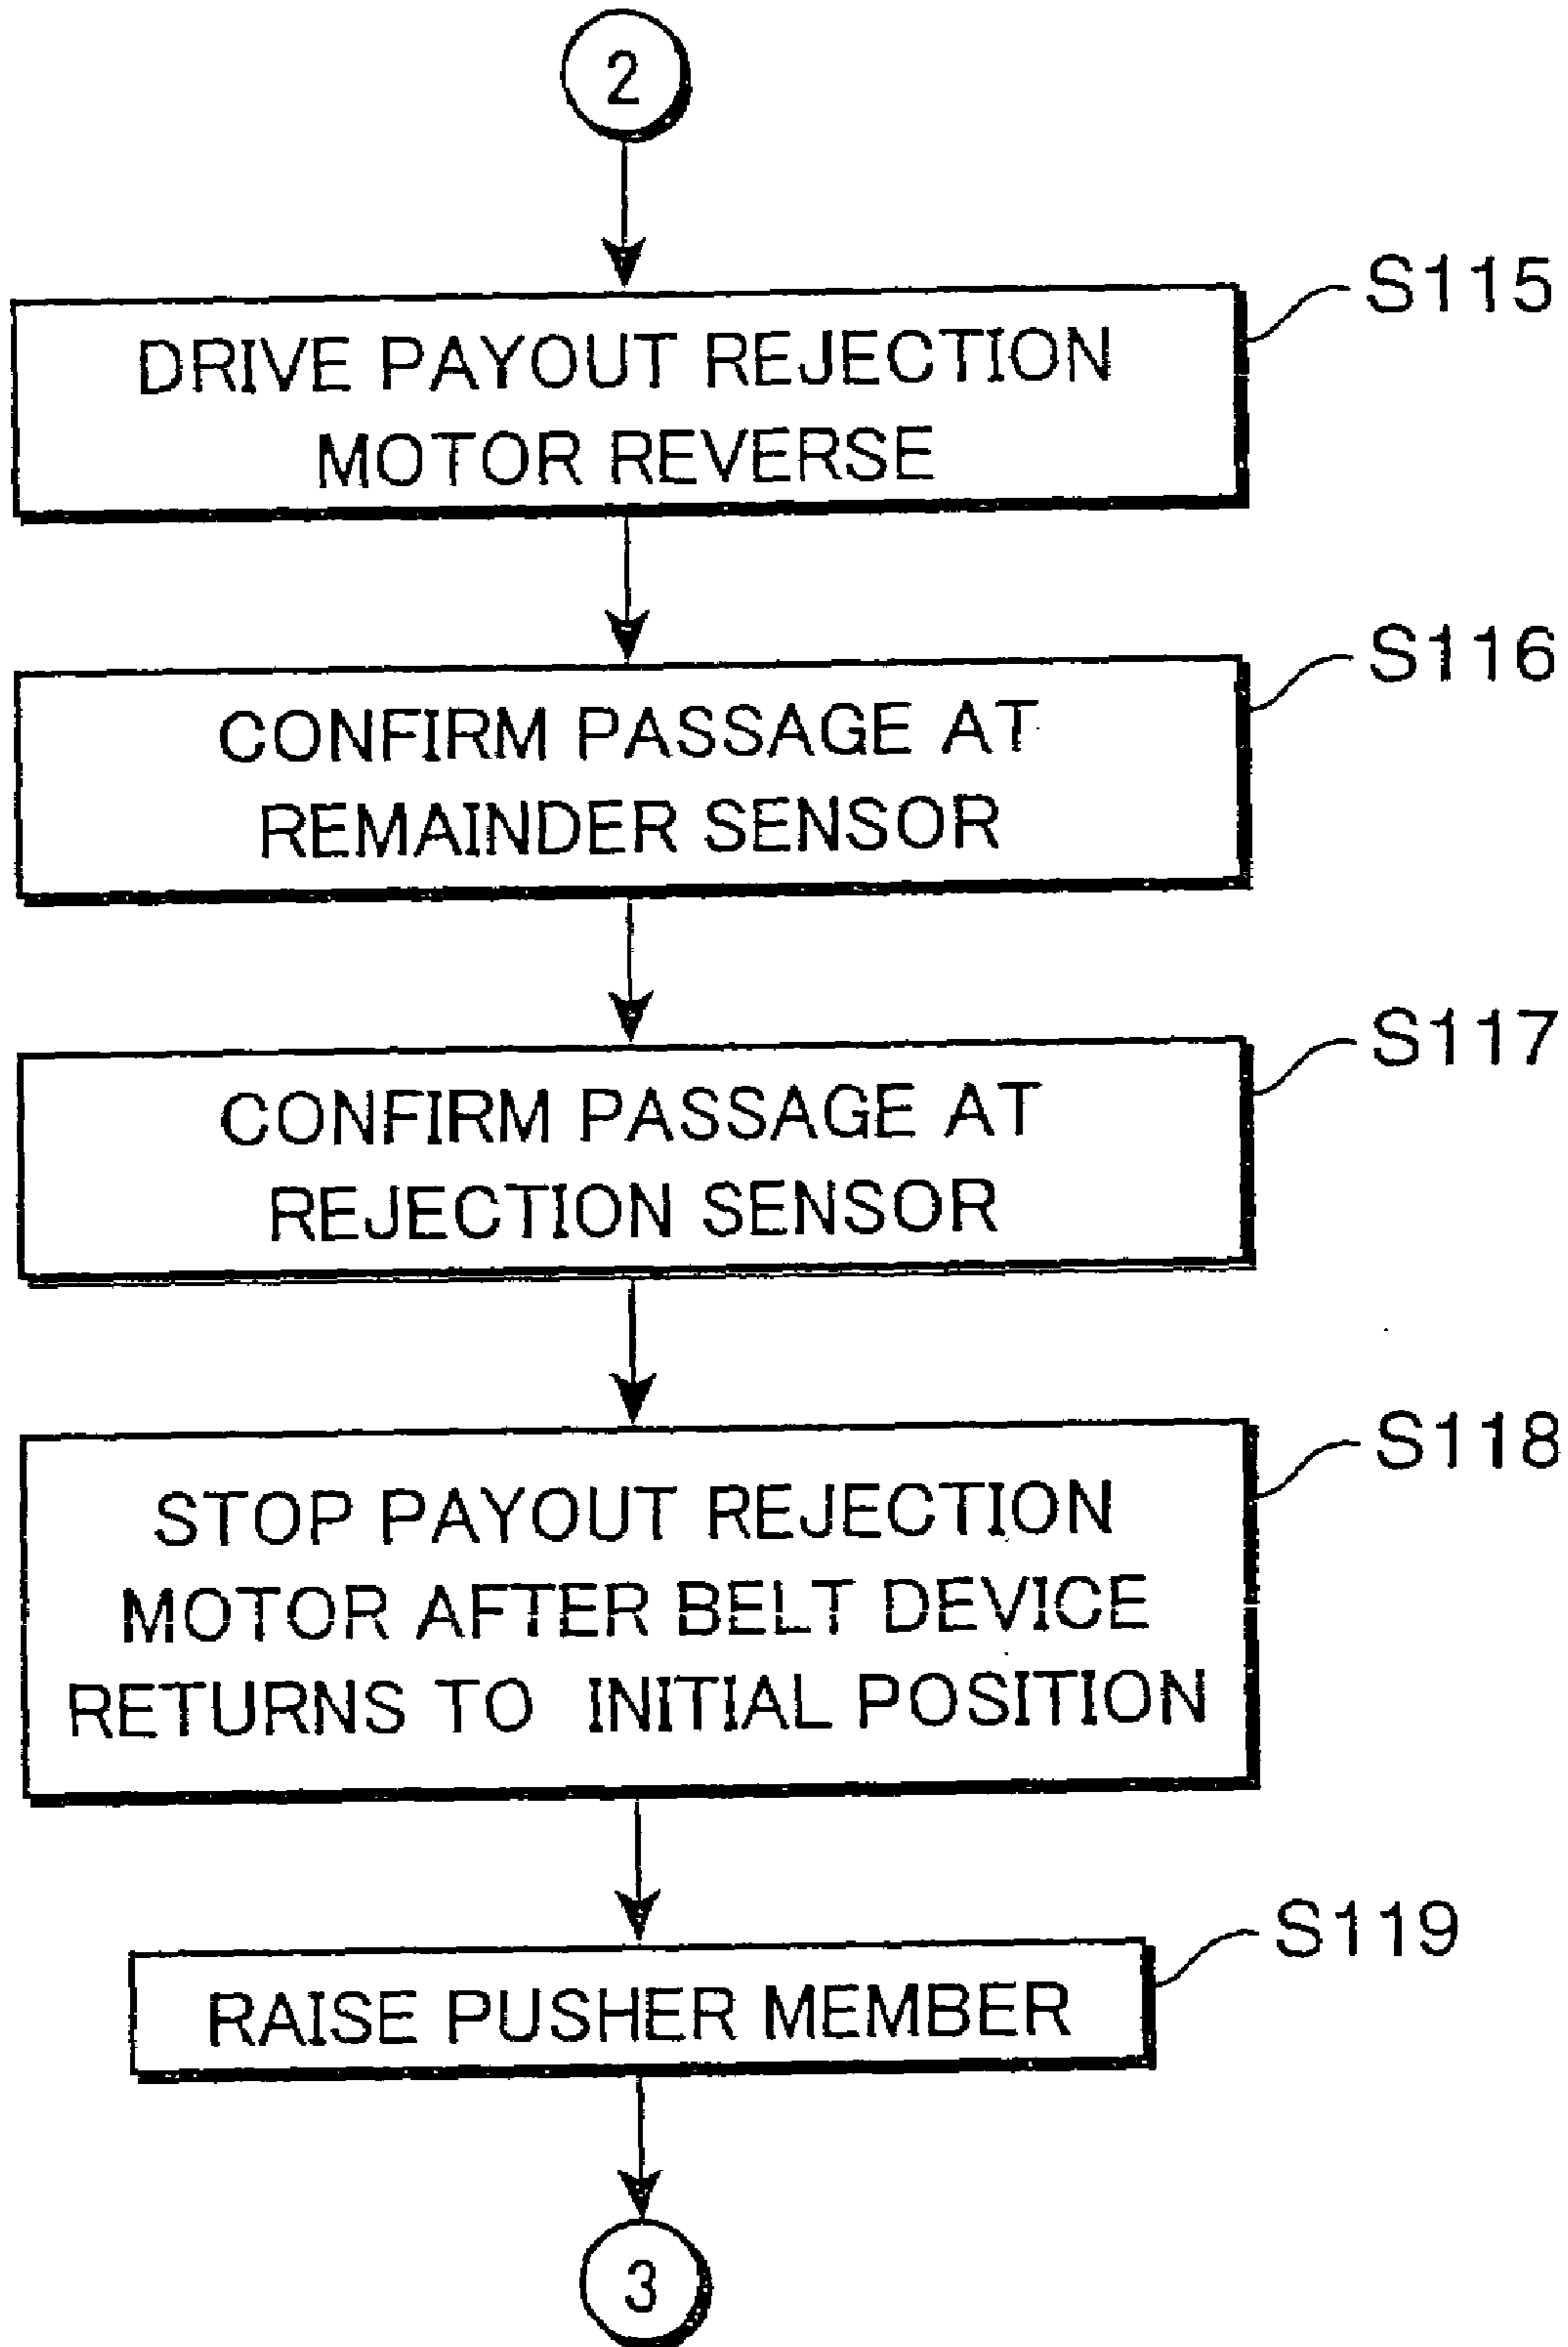 2
S115
DRIVE PAYOUT REJECTION
MOTOR REVERSE
S116
CONFIRM PASSAGE AT
REMAINDER SENSOR
S117
CONFIRM PASSAGE AT
REJECTION SENSOR
S118
STOP PAYOUT REJECTION
MOTOR AFTER BELT DEVICE
RETURNS TO INITIAL POSITION
S119
RAISE PUSHER MEMBER
3